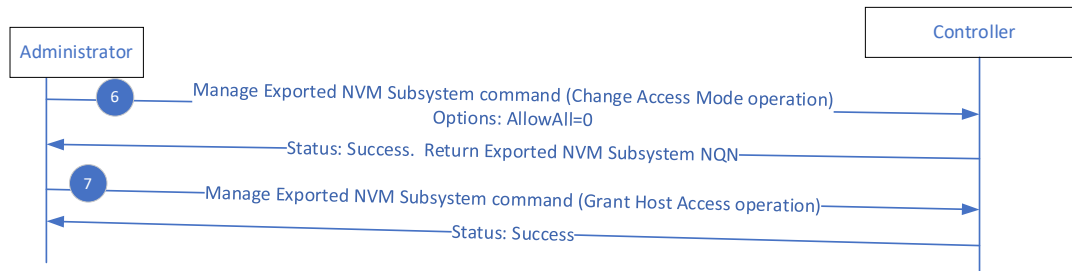 Administrator
Controller
6
Manage Exported NVM Subsystem command (Change Access Mode operation)
Options: AllowAll=0
Status: Success.  Return Exported NVM Subsystem NQN
7
Manage Exported NVM Subsystem command (Grant Host Access operation)
Status: Success